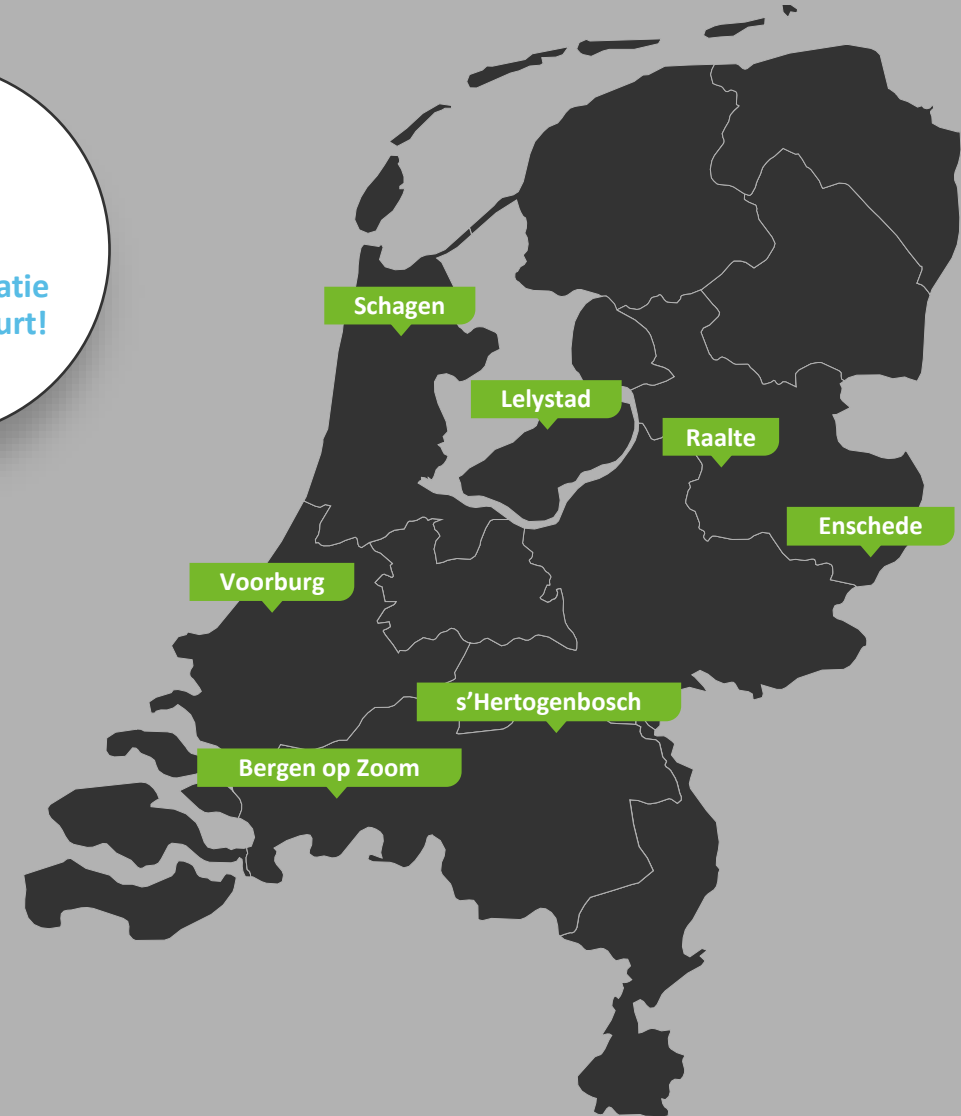 atie
urt!
Schagen
Lelystad
Raalte
Enschede
Voorburg
s’Hertogenbosch
Bergen op Zoom